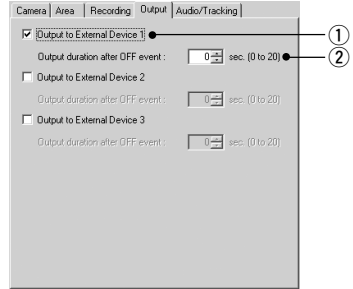 Camera Area Recording Output Audio/Tracking
Output to External Device 1 ①
Output duration after OFF event : 0 sec. (0 to 20) ②
Output to External Device 2
Output duration after OFF event : 0 sec. (0 to 20)
Output to External Device 3
Output duration after OFF event : 0 sec. (0 to 20)